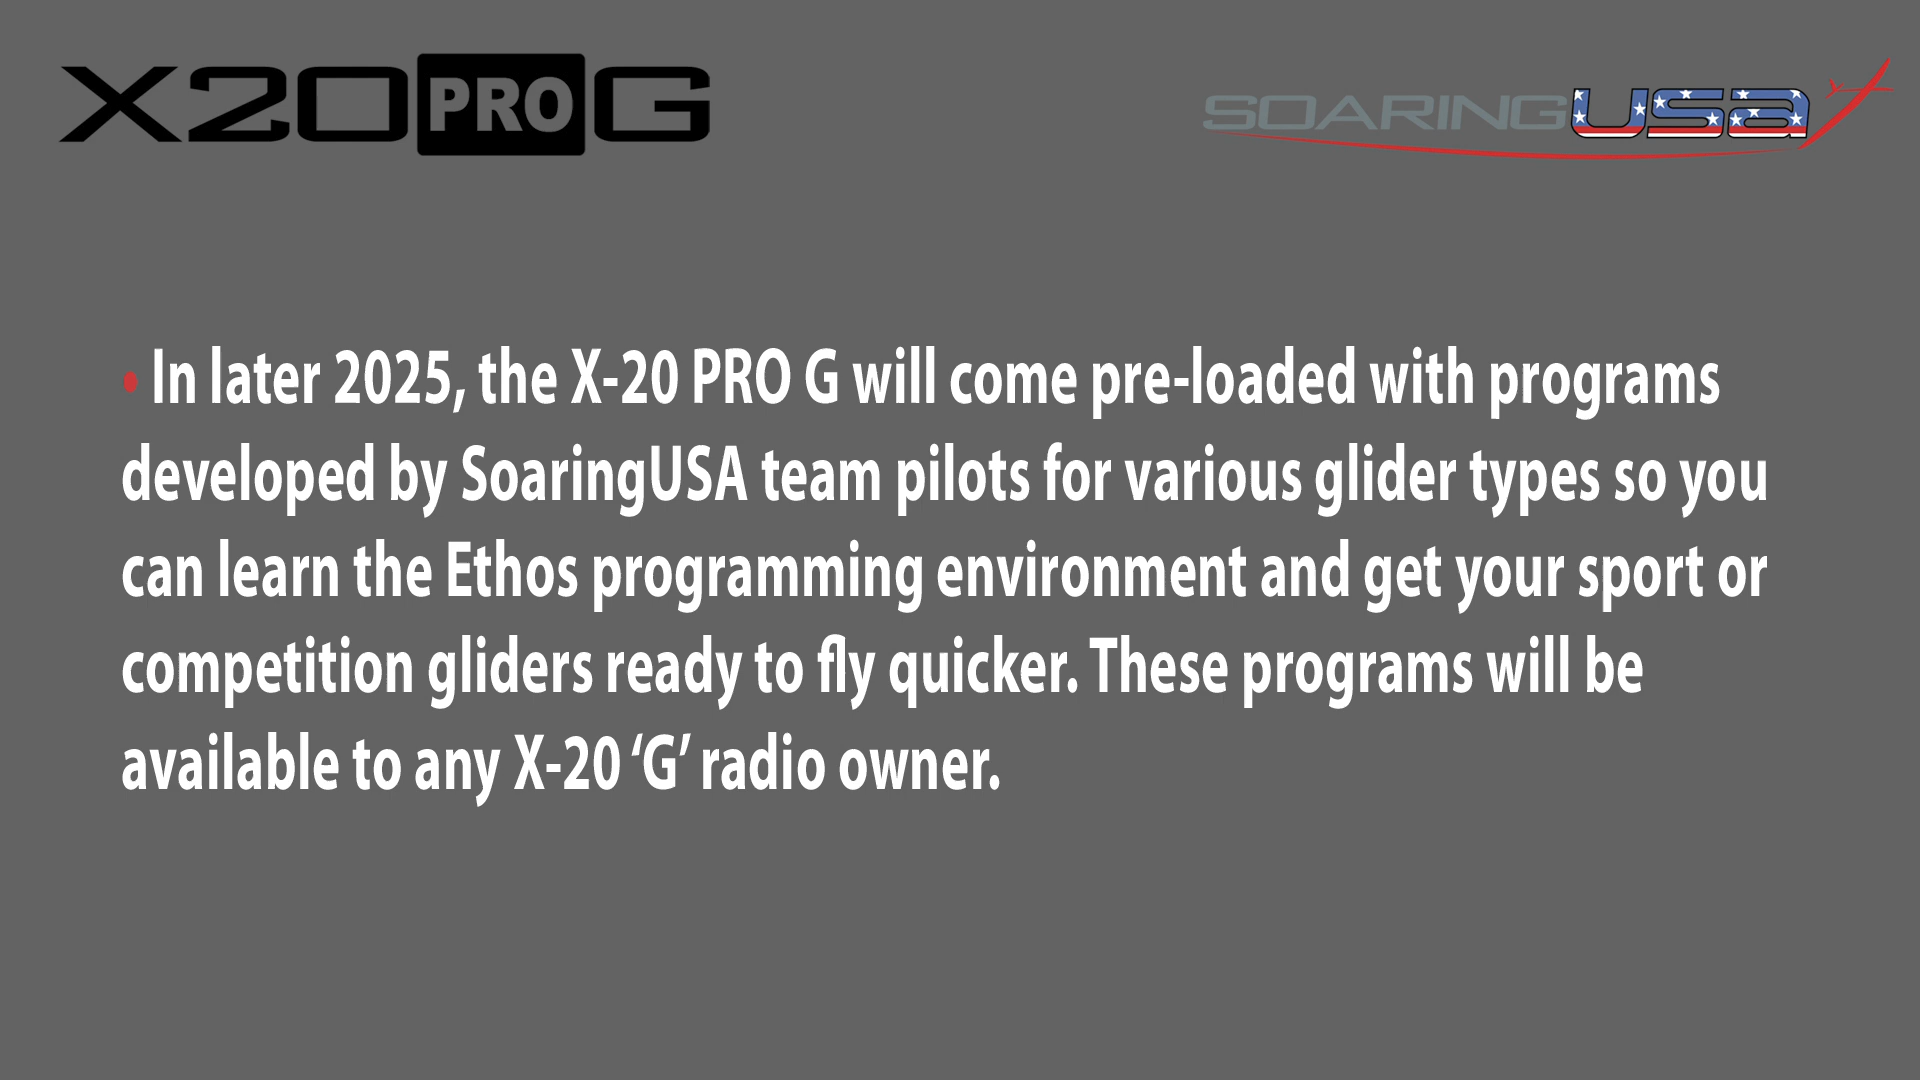 X20 PRO G
SOARING USA
• In later 2025, the X-20 PRO G will come pre-loaded with programs
developed by SoaringUSA team pilots for various glider types so you
can learn the Ethos programming environment and get your sport or
competition gliders ready to fly quicker. These programs will be
available to any X-20 ‘G’ radio owner.